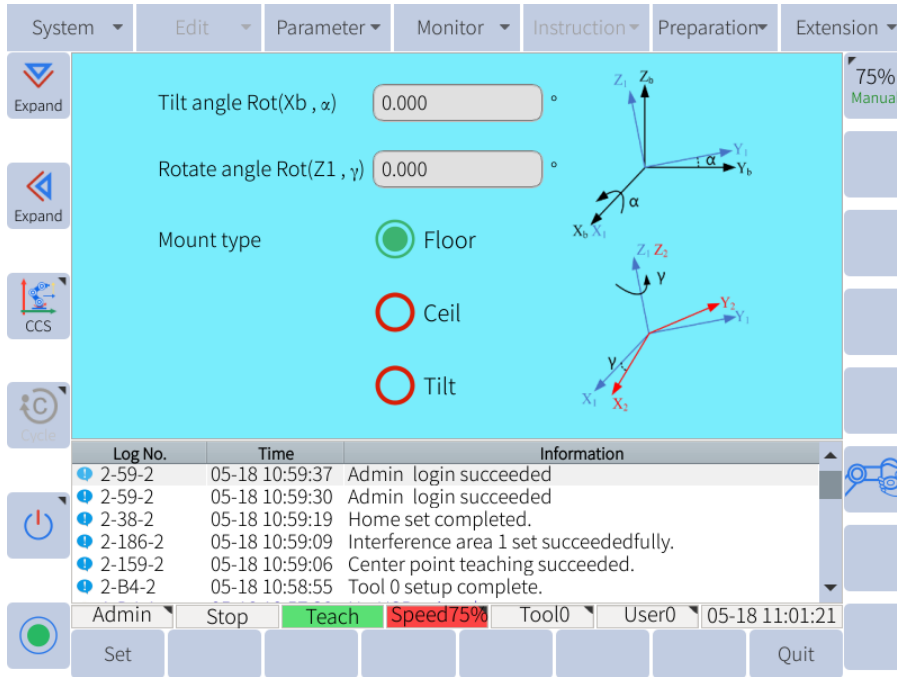 System Edit Parameter Monitor Instruction Preparation Extension
Expand
75%
Manual
Tilt angle Rot(Xb , α) 0.000 °
Z1 Zb
Y1
α
Yb
α
Xb X1
Rotate angle Rot(Z1 , γ) 0.000 °
Expand
Mount type
Floor
Z1 Z2
γ
Ceil
Y2
Y1
γ
Tilt
X1
X2
CCS
C
Cycle
Log No. Time Information
2-59-2 05-18 10:59:37 Admin login succeeded
2-59-2 05-18 10:59:30 Admin login succeeded
2-38-2 05-18 10:59:19 Home set completed.
2-186-2 05-18 10:59:09 Interference area 1 set succeededfully.
2-159-2 05-18 10:59:06 Center point teaching succeeded.
2-B4-2 05-18 10:58:55 Tool 0 setup complete.
Admin Stop Teach Speed75% Tool0 User0 05-18 11:01:21
Set Quit